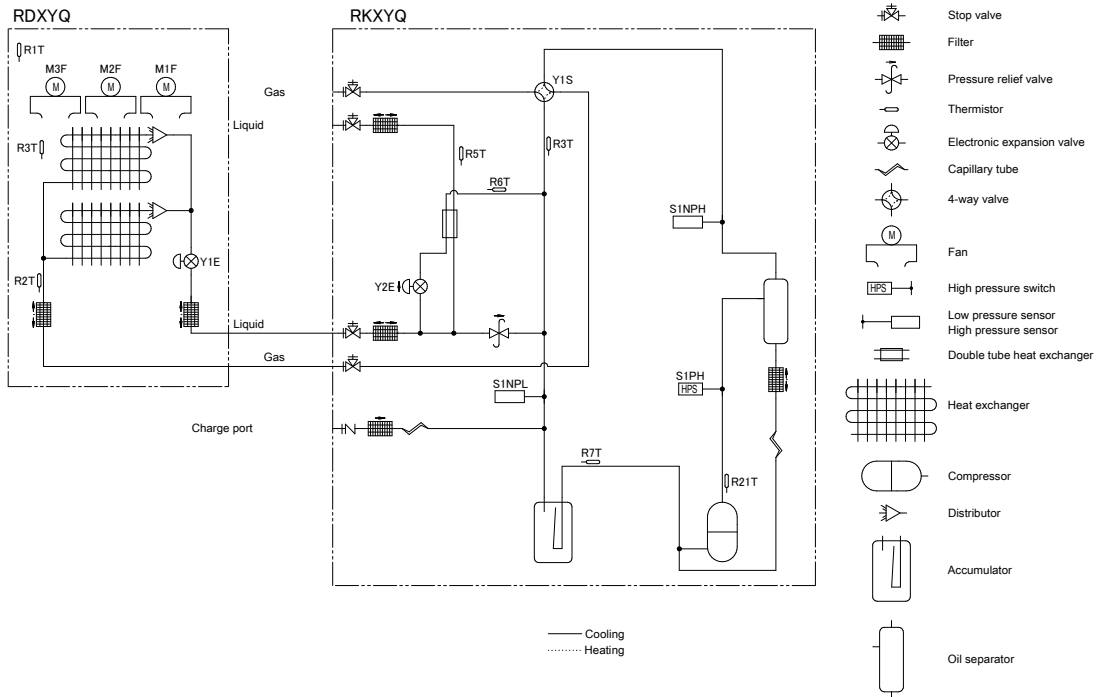 RDXYQ
R1T
M3F
M2F
M1F
M
M
M
R3T
R2T
Y1E
Gas
Liquid
Liquid
Gas
Charge port
RKXYQ
Y1S
R3T
R5T
R6T
Y2E
S1NPH
S1NPL
S1PH
HPS
R7T
R21T
Cooling
Heating
Stop valve
Filter
Pressure relief valve
Thermistor
Electronic expansion valve
Capillary tube
4-way valve
M
Fan
HPS
High pressure switch
Low pressure sensor
High pressure sensor
Double tube heat exchanger
Heat exchanger
Compressor
Distributor
Accumulator
Oil separator